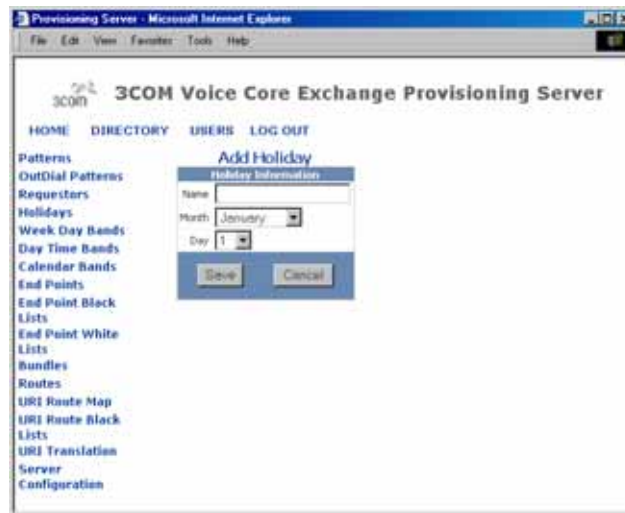 Provisioning Server - Microsoft Internet Explorer
File Edit View Favorites Tools Help
3com
3COM Voice Core Exchange Provisioning Server
HOME DIRECTORY USERS LOG OUT
Patterns
OutDial Patterns
Requestors
Holidays
Week Day Bands
Day Time Bands
Calendar Bands
End Points
End Point Black
Lists
End Point White
Lists
Bundles
Routes
URI Route Map
URI Route Black
Lists
URI Translation
Server
Configuration
Add Holiday
Holiday Information
Name
Month January
Day 1
Save Cancel